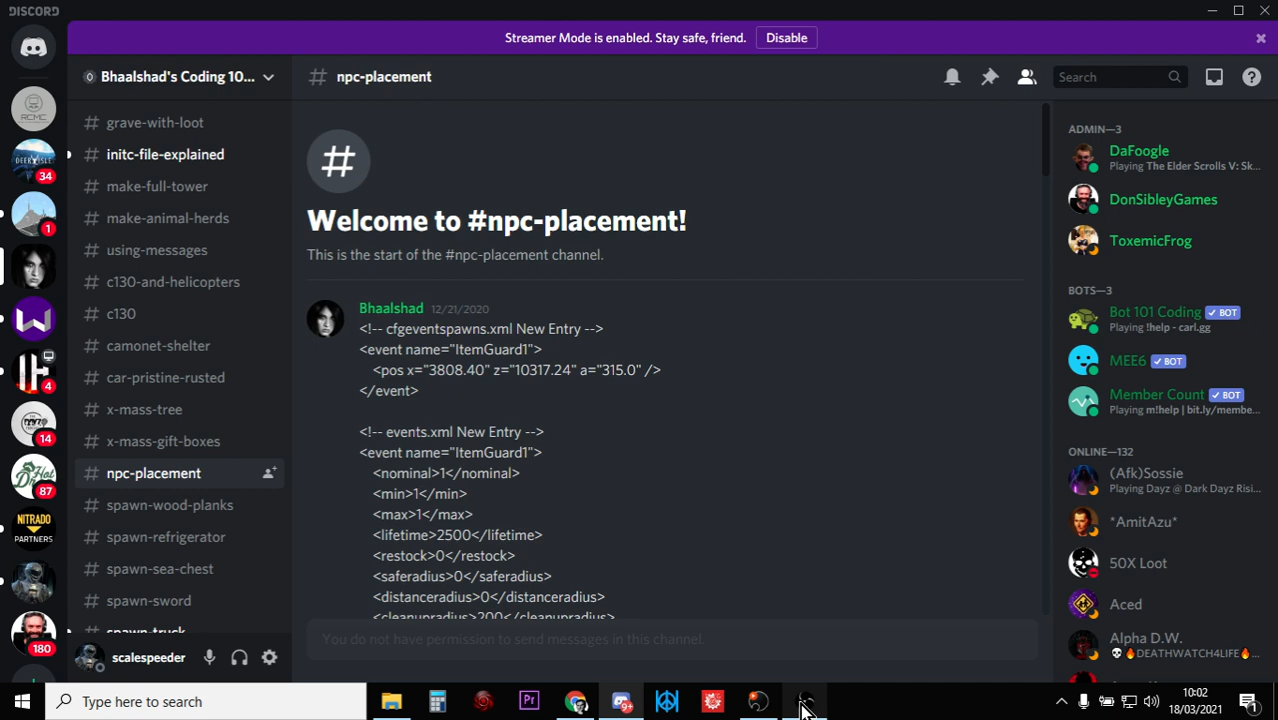 DISCORD
Streamer Mode is enabled. Stay safe, friend.
Disable
Bhaalshad's Coding 10...
npc-placement
Search
34
1
4
14
87
NITRADO
PARTNERS
180
grave-with-loot
initc-file-explained
make-full-tower
make-animal-herds
using-messages
c130-and-helicopters
c130
camonet-shelter
car-pristine-rusted
x-mass-tree
x-mass-gift-boxes
npc-placement
spawn-wood-planks
spawn-refrigerator
spawn-sea-chest
spawn-sword
spawn-truck
scalespeeder
Welcome to #npc-placement!
This is the start of the #npc-placement channel.
Bhaalshad 12/21/2020
<!-- cfgeventspawns.xml New Entry -->
<event name="ItemGuard1">
<pos x="3808.40" z="10317.24" a="315.0" />
</event>
<!-- events.xml New Entry -->
<event name="ItemGuard1">
<nominal>1</nominal>
<min>1</min>
<max>1</max>
<lifetime>2500</lifetime>
<restock>0</restock>
<saferadius>0</saferadius>
<distanceradius>0</distanceradius>
<cleanupradius>200</cleanupradius>
You do not have permission to send messages in this channel.
ADMIN—3
DaFoogle
Playing The Elder Scrolls V: Sk...
DonSibleyGames
ToxemicFrog
BOTS—3
Bot 101 Coding BOT
Playing !help - carl.gg
MEE6 BOT
Member Count BOT
Playing m!help | bit.ly/membe...
ONLINE—132
(Afk)Sossie
Playing Dayz @ Dark Dayz Risi...
*AmitAzu*
50X Loot
Aced
Alpha D.W.
💀🔥DEATHWATCH4LIFE🔥...
Type here to search
Pr
9+
10:02
18/03/2021
1